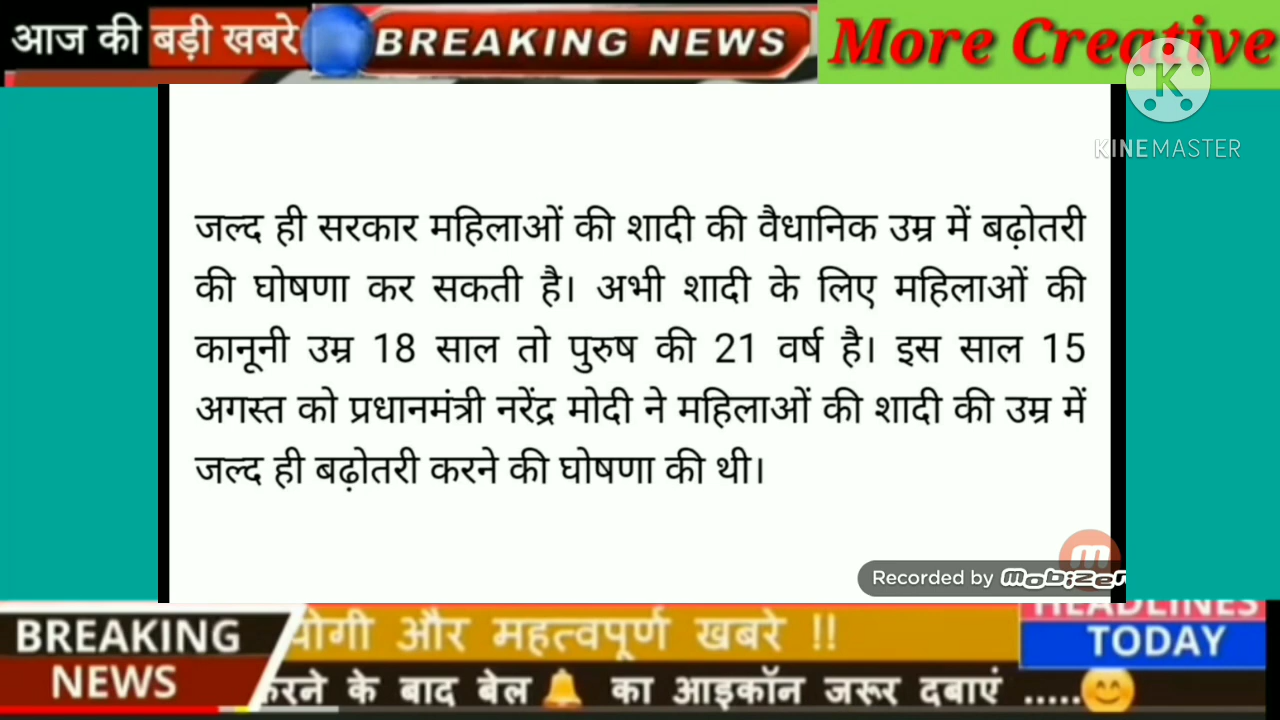 आज की बड़ी खबरे BREAKING NEWS More Creative
K
KINEMASTER
जल्द ही सरकार महिलाओं की शादी की वैधानिक उम्र में बढ़ोतरी
की घोषणा कर सकती है। अभी शादी के लिए महिलाओं की
कानूनी उम्र 18 साल तो पुरुष की 21 वर्ष है। इस साल 15
अगस्त को प्रधानमंत्री नरेंद्र मोदी ने महिलाओं की शादी की उम्र में
जल्द ही बढ़ोतरी करने की घोषणा की थी।
Recorded by Mobizen
BREAKING NEWS
योगी और महत्वपूर्ण खबरे !!
HEADLINES
TODAY
करने के बाद बेल 🔔 का आइकॉन जरूर दबाएं .....😊